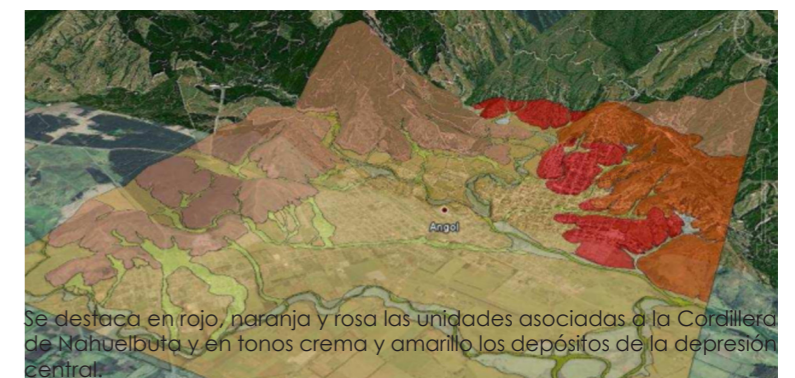 Angol
Se destaca en rojo, naranja y rosa las unidades asociadas a la Cordillera
de Nahuelbuta y en tonos crema y amarillo los depósitos de la depresión
central.